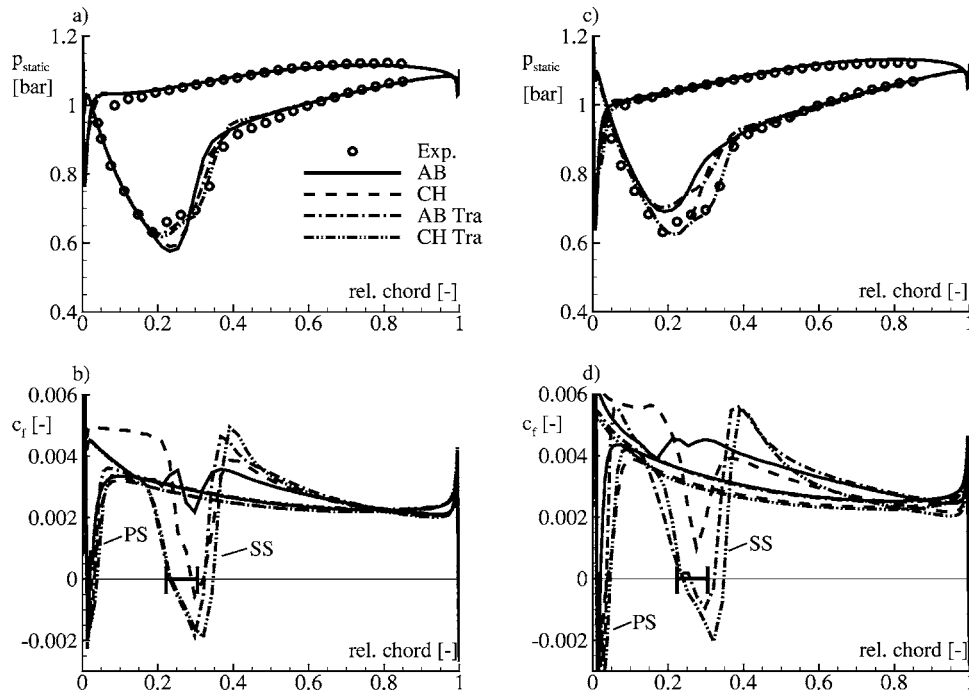 a)
1.2
p_static
[bar]
1
0.8
0.6
0.4
0
0.2
0.4
0.6
0.8
1
rel. chord [-]
Exp.
AB
CH
AB Tra
CH Tra
c)
1.2
p_static
[bar]
1
0.8
0.6
0.4
0
0.2
0.4
0.6
0.8
1
rel. chord [-]
b)
0.006
c_f [-]
0.004
0.002
0
-0.002
PS
SS
rel. chord [-]
0
0.2
0.4
0.6
0.8
1
d)
0.006
c_f [-]
0.004
0.002
0
-0.002
PS
SS
rel. chord [-]
0
0.2
0.4
0.6
0.8
1